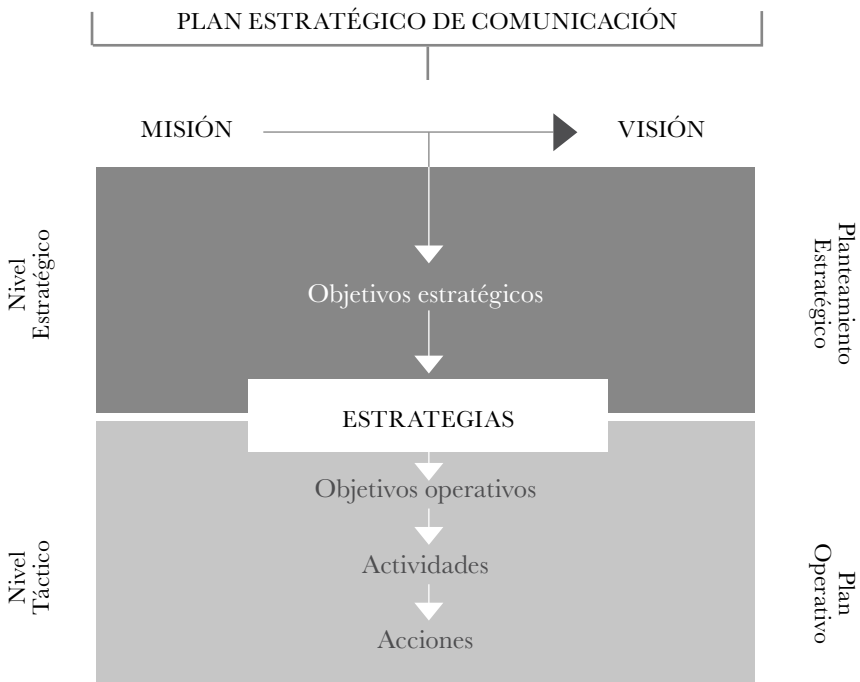 PLAN ESTRATÉGICO DE COMUNICACIÓN
MISIÓN
VISIÓN
Nivel
Estratégico
Objetivos estratégicos
Planteamiento
Estratégico
ESTRATEGIAS
Objetivos operativos
Nivel
Táctico
Actividades
Plan
Operativo
Acciones